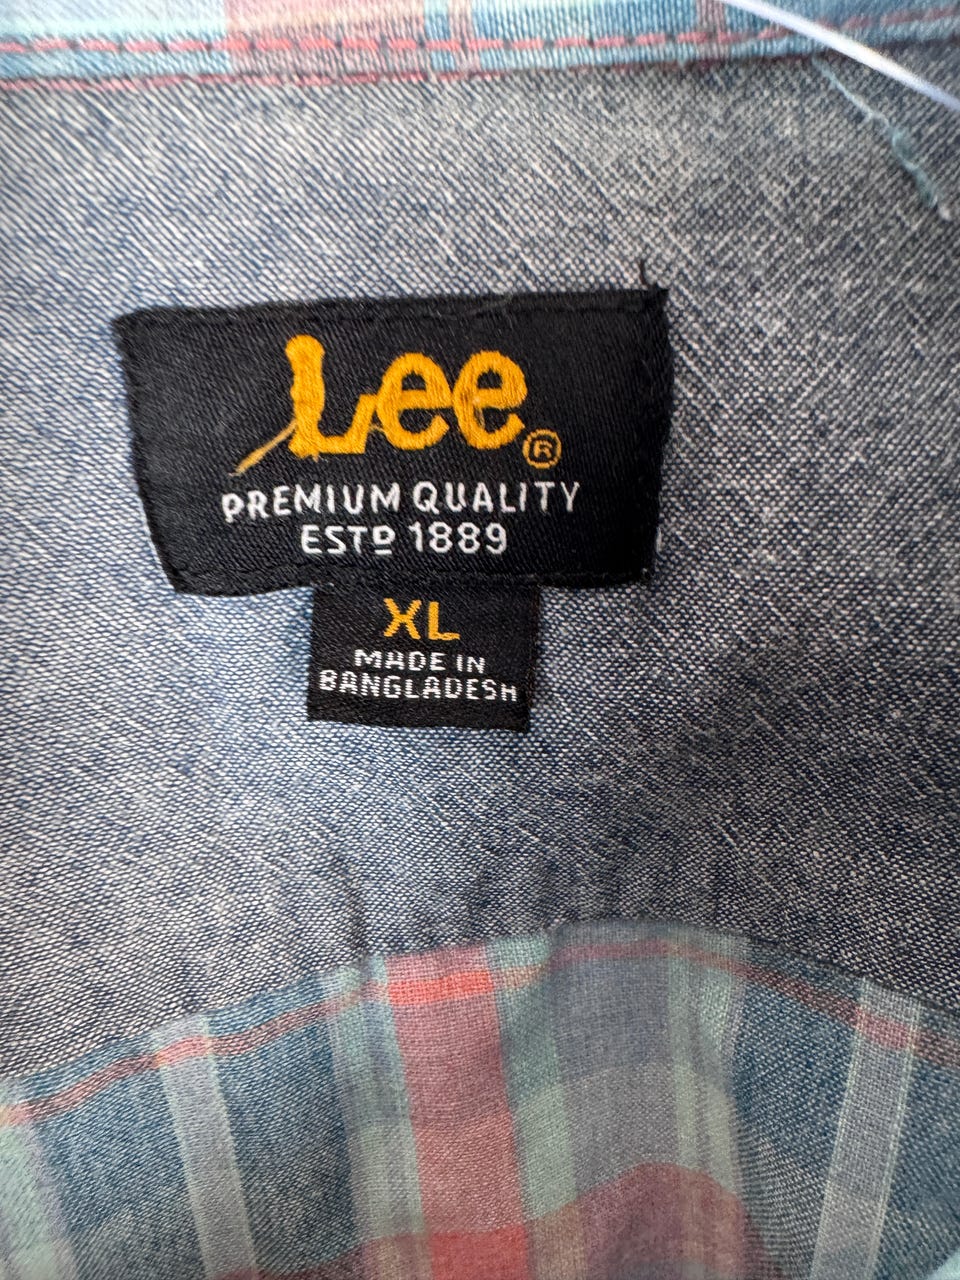 Lee®
PREMIUM QUALITY
ESTD 1889
XL
MADE IN
BANGLADESH